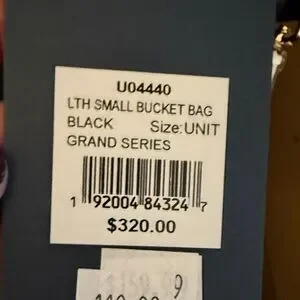 U04440
LTH SMALL BUCKET BAG
BLACK Size:UNIT
GRAND SERIES
1 92004 84324 7
$320.00